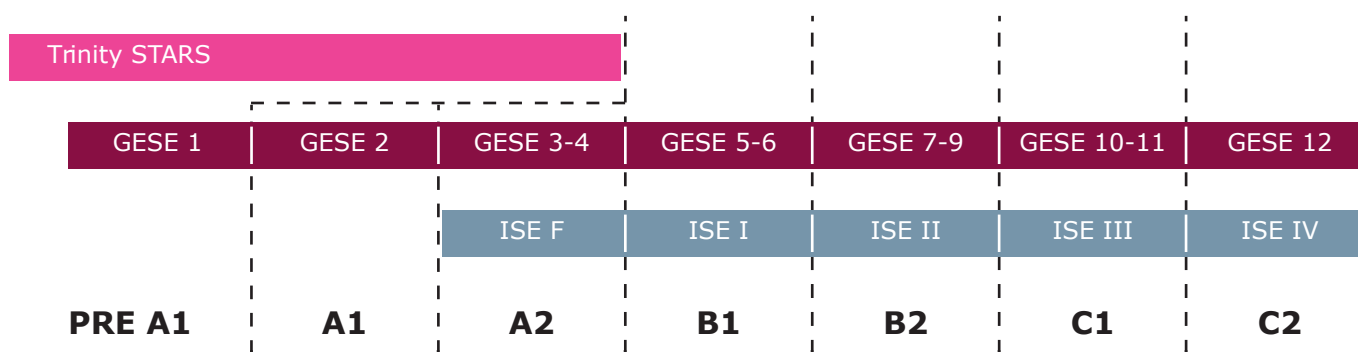 Trinity STARS
GESE 1 GESE 2 GESE 3-4 GESE 5-6 GESE 7-9 GESE 10-11 GESE 12
ISE F ISE I ISE II ISE III ISE IV
PRE A1 A1 A2 B1 B2 C1 C2